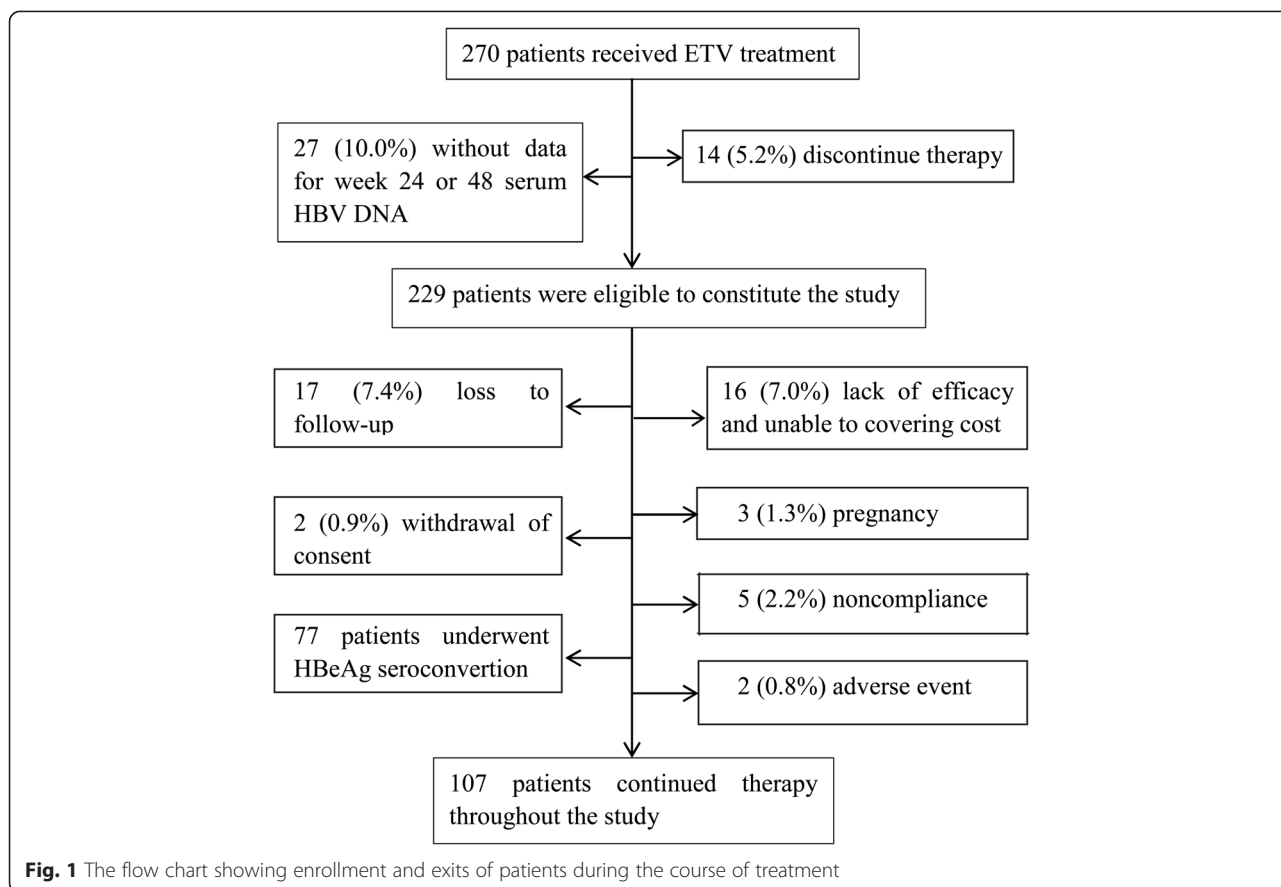 270 patients received ETV treatment
27 (10.0%) without data
for week 24 or 48 serum
HBV DNA
14 (5.2%) discontinue therapy
229 patients were eligible to constitute the study
17 (7.4%) loss to
follow-up
16 (7.0%) lack of efficacy
and unable to covering cost
2 (0.9%) withdrawal of
consent
3 (1.3%) pregnancy
5 (2.2%) noncompliance
77 patients underwent
HBeAg seroconvertion
2 (0.8%) adverse event
107 patients continued therapy
throughout the study
Fig. 1 The flow chart showing enrollment and exits of patients during the course of treatment